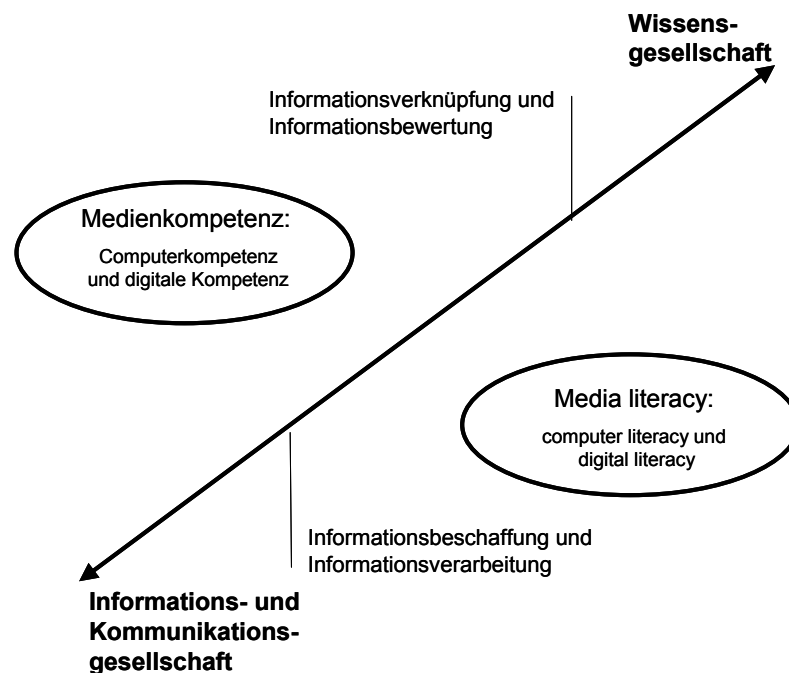 Wissens-
gesellschaft
Informationsverknüpfung und
Informationsbewertung
Medienkompetenz:
Computerkompetenz
und digitale Kompetenz
Media literacy:
computer literacy und
digital literacy
Informationsbeschaffung und
Informationsverarbeitung
Informations- und
Kommunikations-
gesellschaft